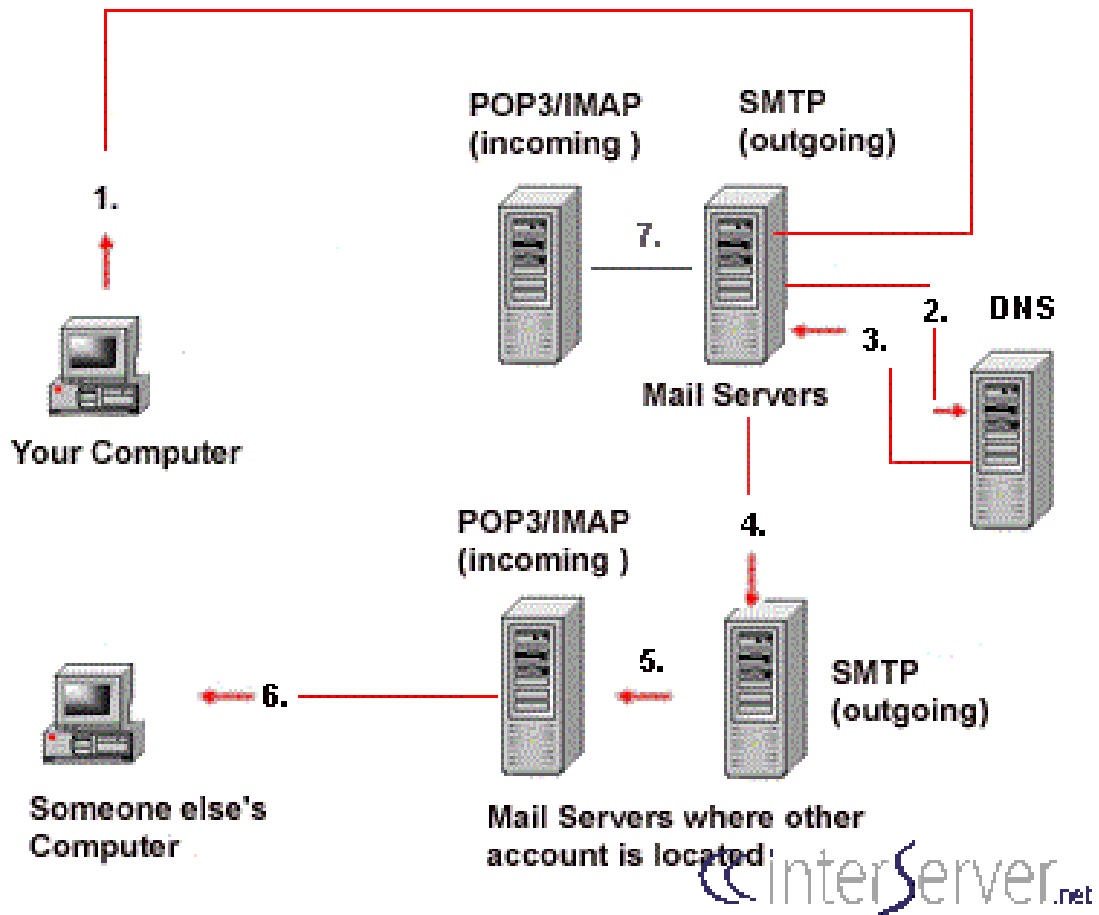 POP3/IMAP
(incoming )
SMTP
(outgoing)
1.
7.
2.
DNS
3.
Mail Servers
Your Computer
POP3/IMAP
(incoming )
4.
5.
SMTP
(outgoing)
6.
Someone else's
Computer
Mail Servers where other
account is located
interserver.net